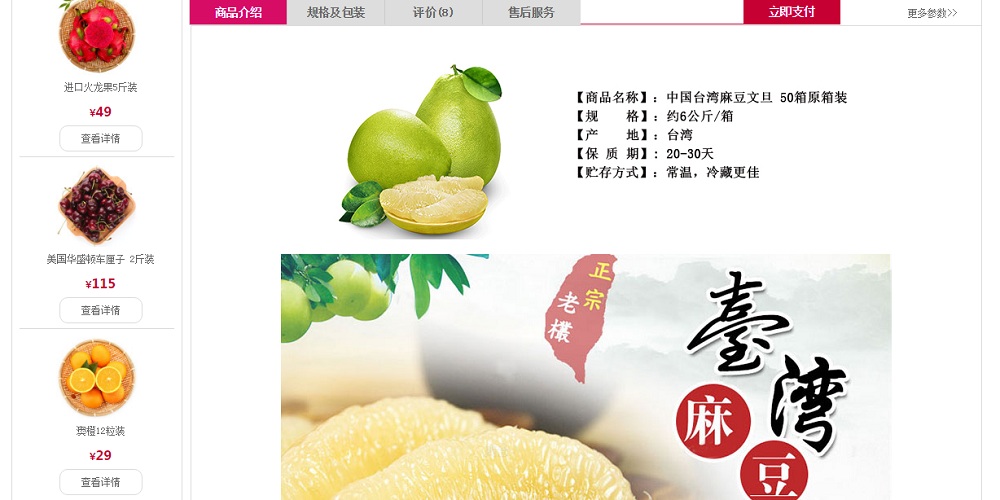 商品介绍
规格及包装
评价(8)
售后服务
立即支付
更多参数>>
进口火龙果5斤装
¥49
查看详情
美国华盛顿车厘子 2斤装
¥115
查看详情
澳橙12粒装
¥29
查看详情
【商品名称】:中国台湾麻豆文旦 50箱原箱装
【规 格】:约6公斤/箱
【产 地】:台湾
【保 质 期】:20-30天
【贮存方式】:常温,冷藏更佳
正宗
老欉
臺灣
麻豆